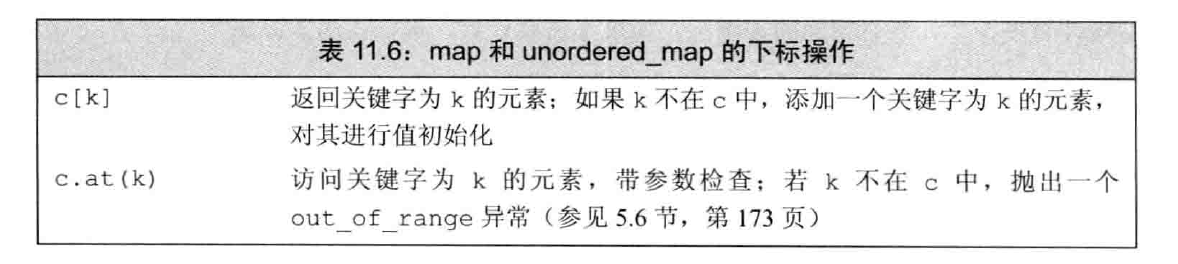 表 11.6：map 和 unordered_map 的下标操作
c[k] 返回关键字为 k 的元素；如果 k 不在 c 中，添加一个关键字为 k 的元素，
对其进行值初始化
c.at(k) 访问关键字为 k 的元素，带参数检查；若 k 不在 c 中，抛出一个
out_of_range 异常（参见 5.6 节，第 173 页）